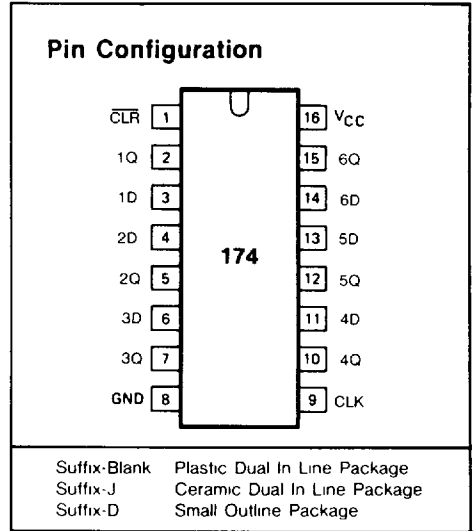 Pin Configuration
C̅L̅R̅ 1 16 VCC
1Q 2 15 6Q
1D 3 14 6D
2D 4 13 5D
174
2Q 5 12 5Q
3D 6 11 4D
3Q 7 10 4Q
GND 8 9 CLK
Suffix-Blank Plastic Dual In Line Package
Suffix-J Ceramic Dual In Line Package
Suffix-D Small Outline Package